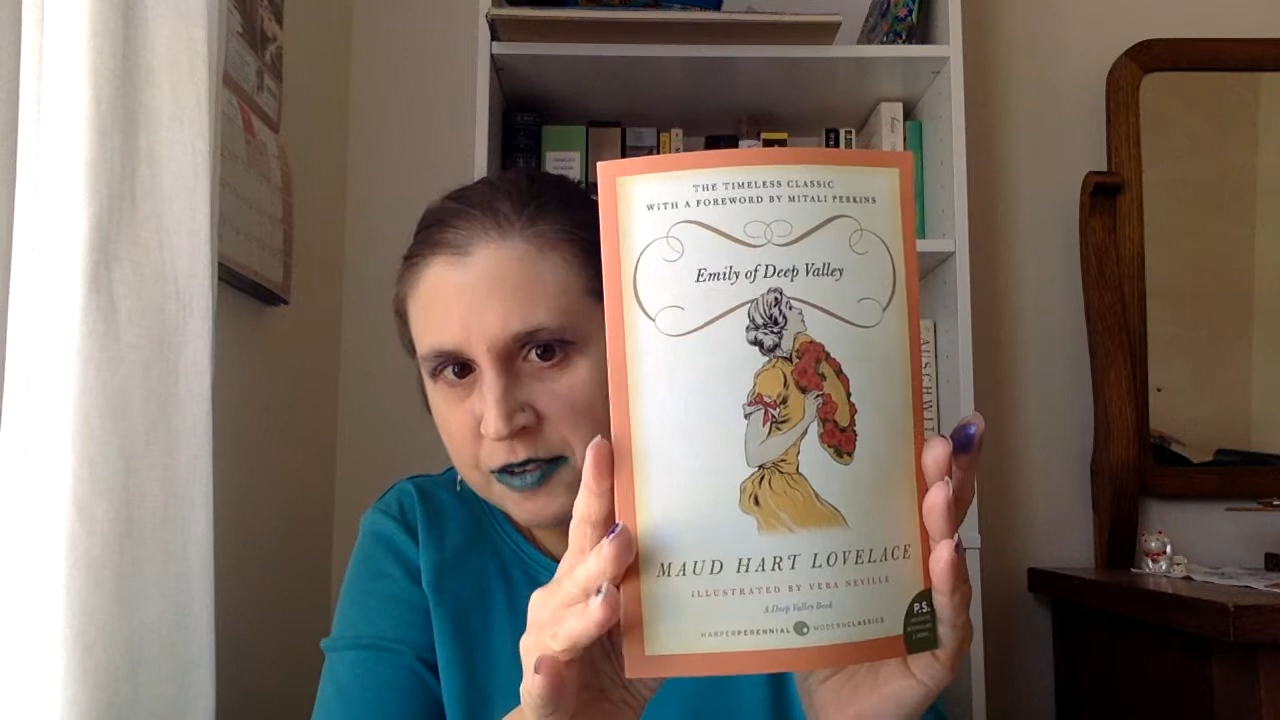 THE TIMELESS CLASSIC
WITH A FOREWORD BY MITALI PERKINS
Emily of Deep Valley
MAUD HART LOVELACE
ILLUSTRATED BY VERA NEVILLE
A Deep Valley Book
HARPERPERENNIAL MODERNCLASSICS
P.S.
AUSCHWIT